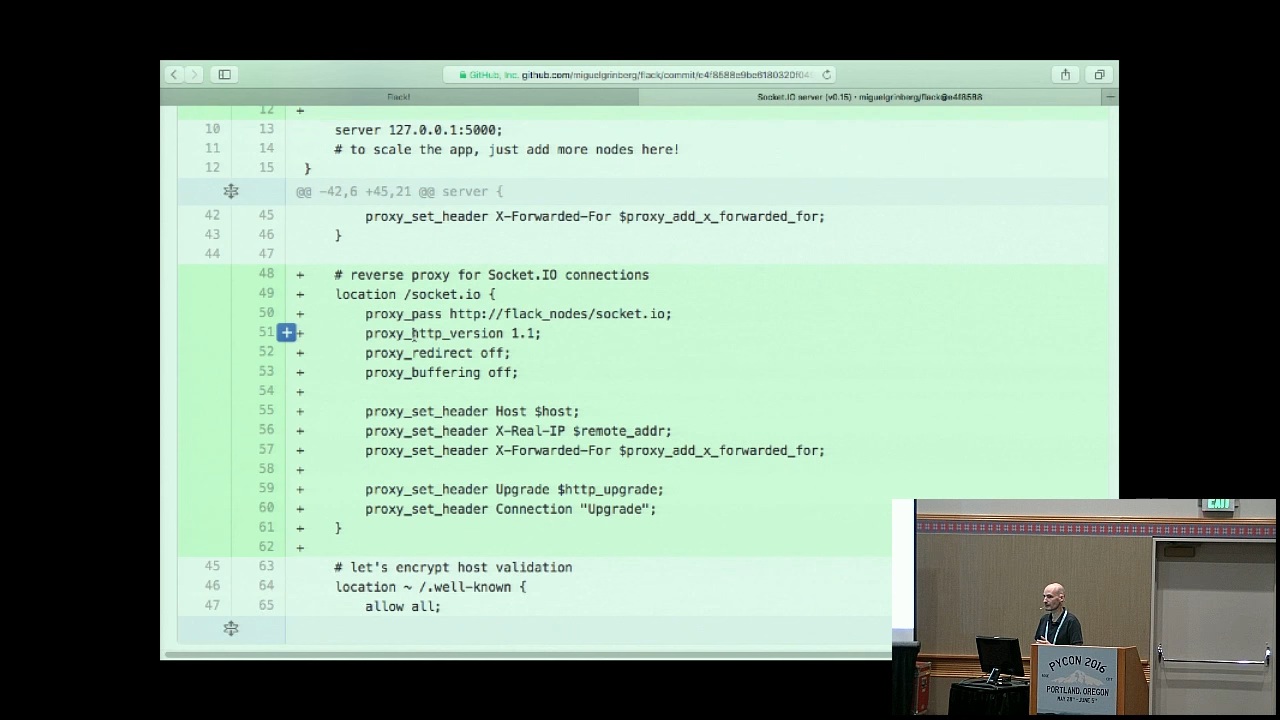 GitHub, Inc. github.com/miguelgrinberg/flack/commit/e4f8588e9be6180320f04
Flack!
Socket.IO server (v0.15) · miguelgrinberg/flack@e4f8588
12 +
10 13 server 127.0.0.1:5000;
11 14 # to scale the app, just add more nodes here!
12 15 }
@@ -42,6 +45,21 @@ server {
42 45 proxy_set_header X-Forwarded-For $proxy_add_x_forwarded_for;
43 46 }
44 47
48 + # reverse proxy for Socket.IO connections
49 + location /socket.io {
50 + proxy_pass http://flack_nodes/socket.io;
51 + proxy_http_version 1.1;
52 + proxy_redirect off;
53 + proxy_buffering off;
54 +
55 + proxy_set_header Host $host;
56 + proxy_set_header X-Real-IP $remote_addr;
57 + proxy_set_header X-Forwarded-For $proxy_add_x_forwarded_for;
58 +
59 + proxy_set_header Upgrade $http_upgrade;
60 + proxy_set_header Connection "Upgrade";
61 + }
62 +
45 63 # let's encrypt host validation
46 64 location ~ /.well-known {
47 65 allow all;
PYCON 2016
PORTLAND, OREGON
MAY 28TH - JUNE 5TH